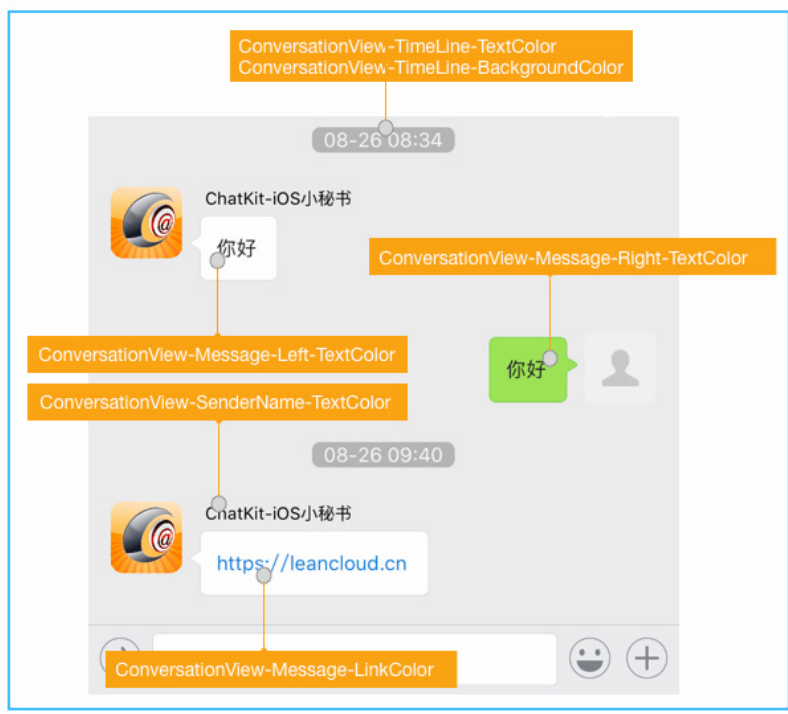 ConversationView-TimeLine-TextColor
ConversationView-TimeLine-BackgroundColor
08-26 08:34
ChatKit-iOS小秘书
你好
ConversationView-Message-Right-TextColor
ConversationView-Message-Left-TextColor
你好
ConversationView-SenderName-TextColor
08-26 09:40
ChatKit-iOS小秘书
https://leancloud.cn
ConversationView-Message-LinkColor